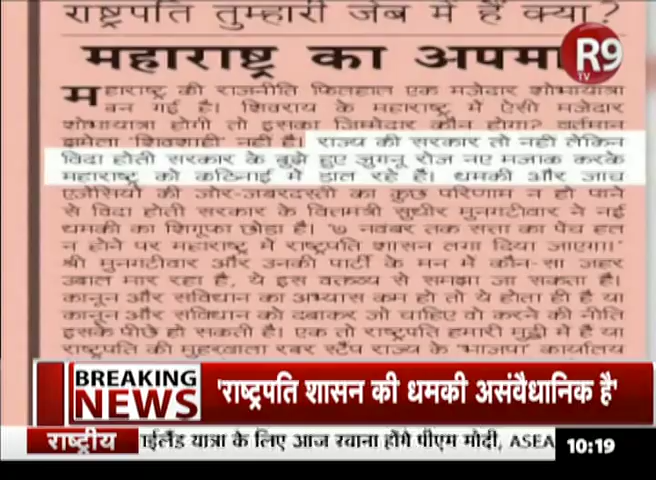 राष्ट्रपति तुम्हारी जेब में हैं क्या?
महाराष्ट्र का अपमा
R9
TV
महाराष्ट्र की राजनीति फिलहाल एक मजेदार शोभायात्रा
बन गई है। शिवराय के महाराष्ट्र में ऐसी मजेदार
शोभायात्रा होगी तो इसका जिम्मेदार कौन होगा? वर्तमान
झमेला 'शिवशाही' नहीं है। राज्य की सरकार तो नहीं लेकिन
विदा होती सरकार के बुझे हुए जुगनू रोज नए मजाक करके
महाराष्ट्र को कठिनाई में डाल रहे हैं। धमकी और जांच
एजेंसियों की जोर-जबरदस्ती का कुछ परिणाम न हो पाने
से विदा होती सरकार के वित्तमंत्री सुधीर मुनगंटीवार ने नई
धमकी का शिगूफा छोड़ा है। '७ नवंबर तक सत्ता का पेंच हल
न होने पर महाराष्ट्र में राष्ट्रपति शासन लगा दिया जाएगा।'
श्री मुनगंटीवार और उनकी पार्टी के मन में कौन-सा जहर
उबाल मार रहा है, ये इस वक्तव्य से समझा जा सकता है।
कानून और संविधान का अभ्यास कम हो तो ये होता ही है या
कानून और संविधान को दबाकर जो चाहिए वो करने की नीति
इसके पीछे हो सकती है। एक तो राष्ट्रपति हमारी मुट्ठी में हैं या
राष्ट्रपति की मुहरवाला रबर स्टैंप राज्य के 'भाजपा' कार्यालय
BREAKING
NEWS
'राष्ट्रपति शासन की धमकी असंवैधानिक है'
राष्ट्रीय
ाईलैंड यात्रा के लिए आज रवाना होंगे पीएम मोदी, ASEA
10:19